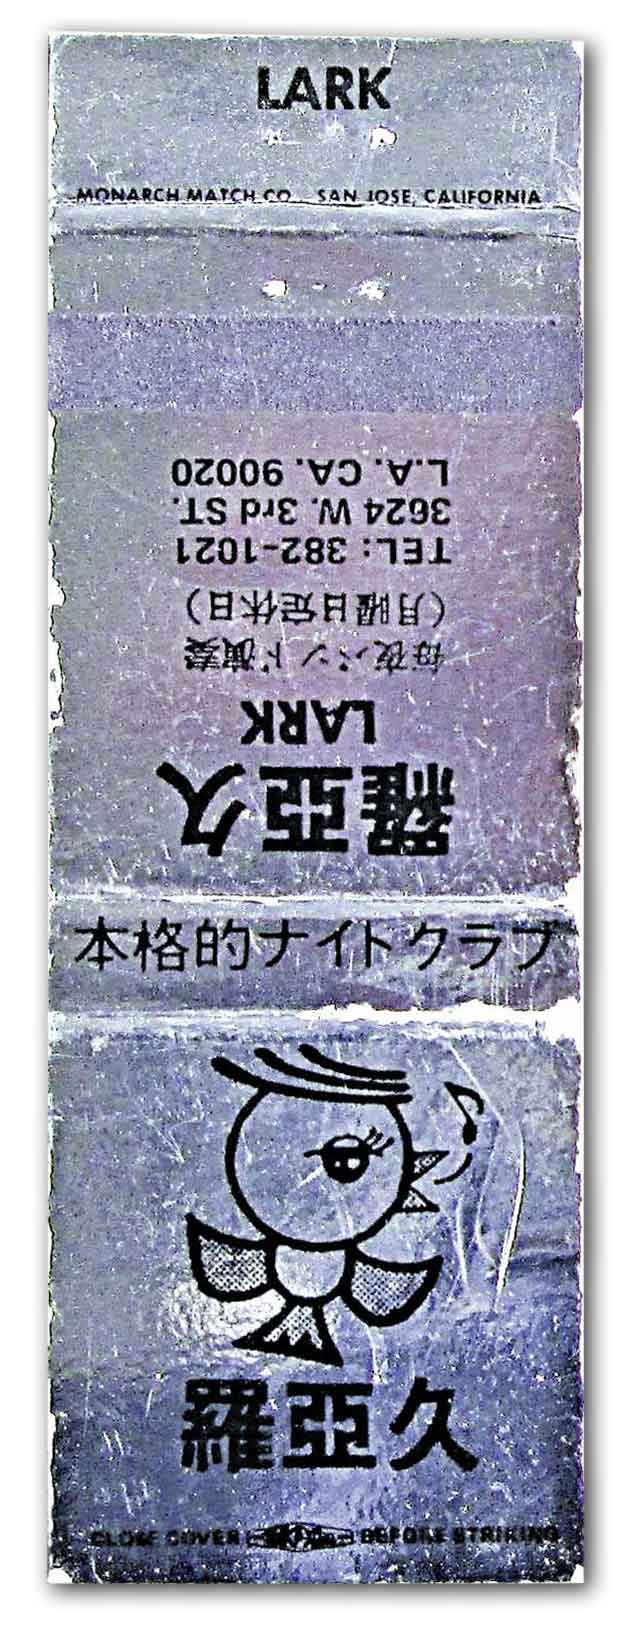 LARK
MONARCH MATCH CO. SAN JOSE, CALIFORNIA
羅亞久
LARK
毎夜バンド演奏
(月曜日定休日)
TEL: 382-1021
3624 W. 3rd ST.
L.A. CA. 90020
本格的ナイトクラブ
羅亞久
CLOSE COVER BEFORE STRIKING